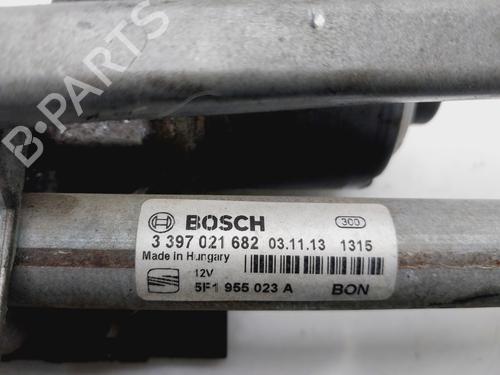 B-PARTS
BOSCH
300
3 397 021 682 03.11.13 1315
Made in Hungary
12V
5F1 955 023 A BON